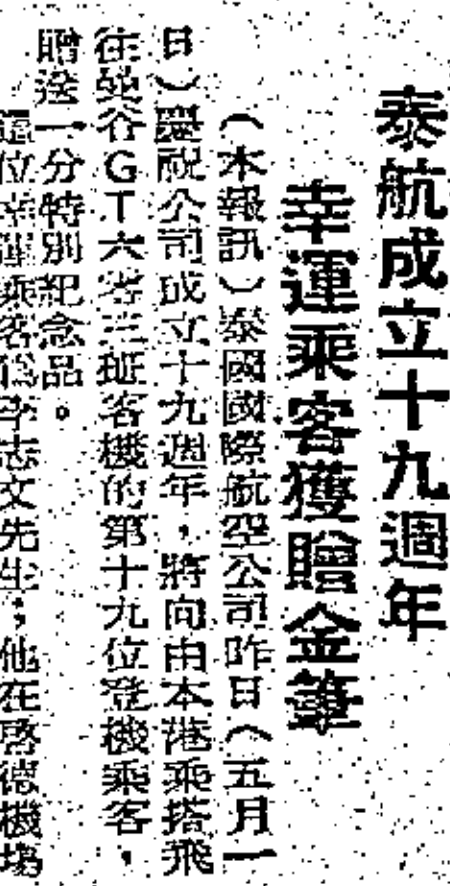 泰航成立十九週年
幸運乘客獲贈金筆
(本報訊)泰國國際航空公司昨日(五月一
日)慶祝公司成立十九週年,將向由本港乘搭飛
往曼谷GT六零三班客機的第十九位登機乘客,
贈送一分特別紀念品。
這位幸運乘客為李志文先生;他在啓德機場